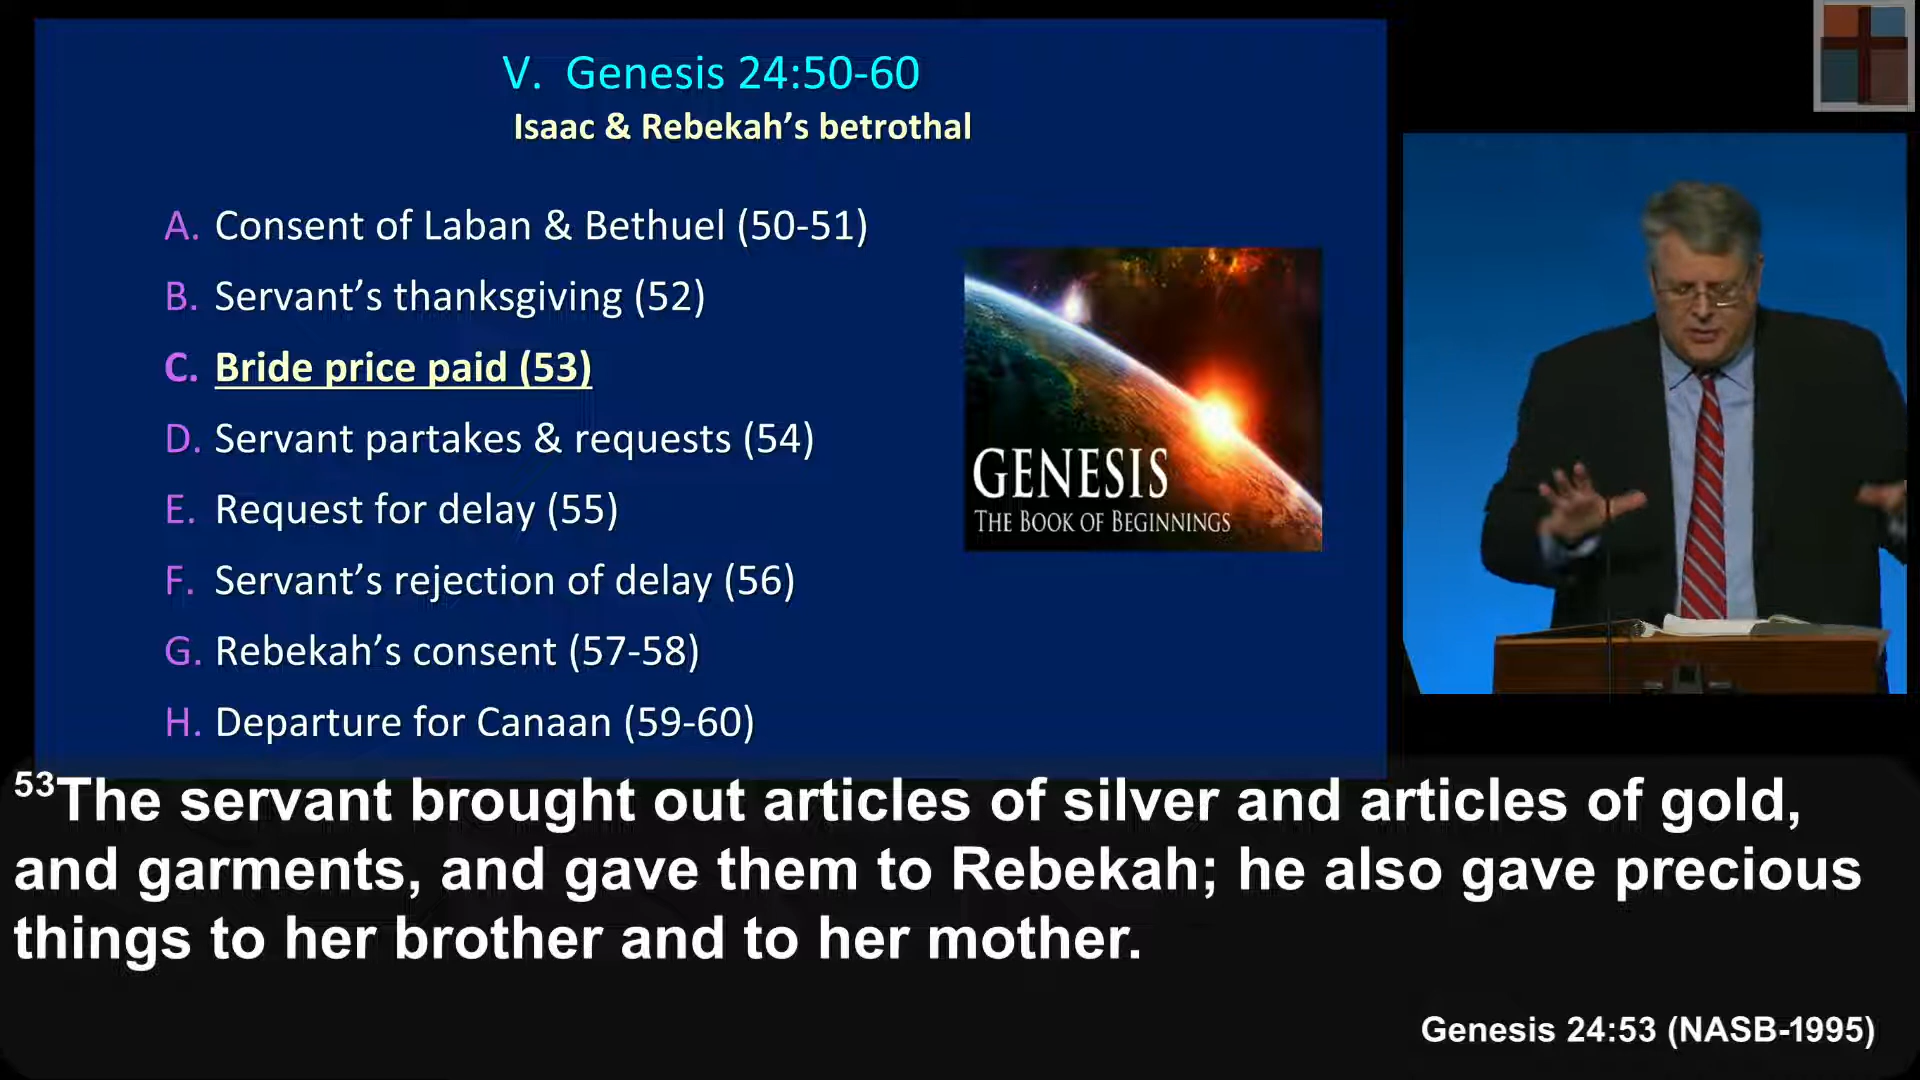 V. Genesis 24:50-60
Isaac & Rebekah’s betrothal
A. Consent of Laban & Bethuel (50-51)
B. Servant’s thanksgiving (52)
C. Bride price paid (53)
D. Servant partakes & requests (54)
E. Request for delay (55)
F. Servant’s rejection of delay (56)
G. Rebekah’s consent (57-58)
H. Departure for Canaan (59-60)
GENESIS
THE BOOK OF BEGINNINGS
53The servant brought out articles of silver and articles of gold,
and garments, and gave them to Rebekah; he also gave precious
things to her brother and to her mother.
Genesis 24:53 (NASB-1995)